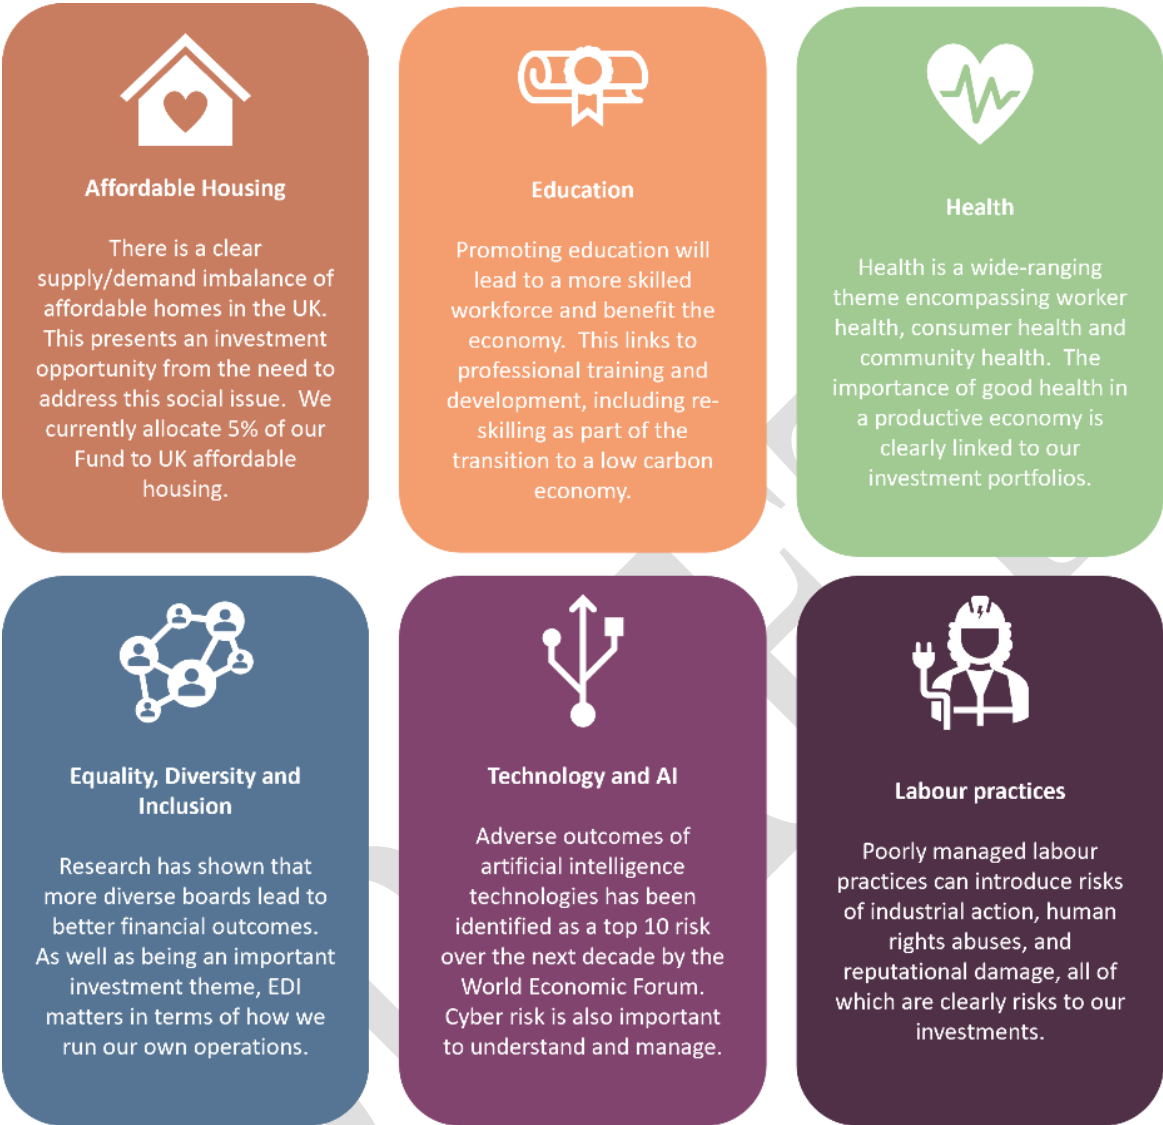 Affordable Housing
There is a clear
supply/demand imbalance of
affordable homes in the UK.
This presents an investment
opportunity from the need to
address this social issue.  We
currently allocate 5% of our
Fund to UK affordable
housing.
Education
Promoting education will
lead to a more skilled
workforce and benefit the
economy.  This links to
professional training and
development, including re-
skilling as part of the
transition to a low carbon
economy.
Health
Health is a wide-ranging
theme encompassing worker
health, consumer health and
community health.  The
importance of good health in
a productive economy is
clearly linked to our
investment portfolios.
Equality, Diversity and
Inclusion
Research has shown that
more diverse boards lead to
better financial outcomes.
As well as being an important
investment theme, EDI
matters in terms of how we
run our own operations.
Technology and AI
Adverse outcomes of
artificial intelligence
technologies has been
identified as a top 10 risk
over the next decade by the
World Economic Forum.
Cyber risk is also important
to understand and manage.
Labour practices
Poorly managed labour
practices can introduce risks
of industrial action, human
rights abuses, and
reputational damage, all of
which are clearly risks to our
investments.